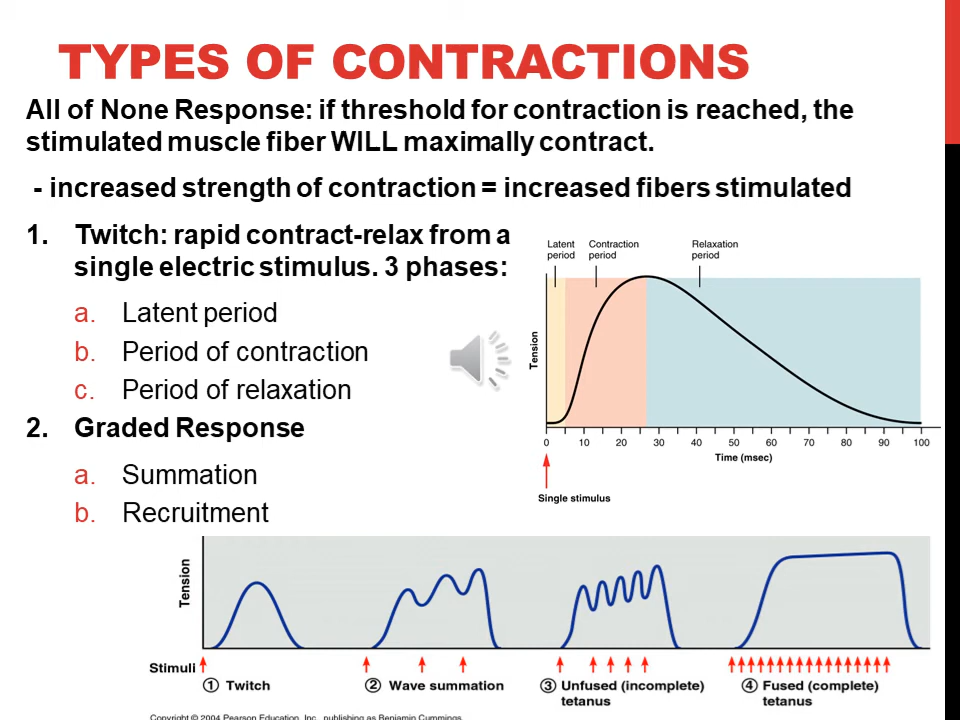 TYPES OF CONTRACTIONS
All of None Response: if threshold for contraction is reached, the
stimulated muscle fiber WILL maximally contract.
- increased strength of contraction = increased fibers stimulated
1. Twitch: rapid contract-relax from a
single electric stimulus. 3 phases:
a. Latent period
b. Period of contraction
c. Period of relaxation
2. Graded Response
a. Summation
b. Recruitment
Latent period
Contraction period
Relaxation period
Tension
0 10 20 30 40 50 60 70 80 90 100
Time (msec)
Single stimulus
Tension
Stimuli
1 Twitch
2 Wave summation
3 Unfused (incomplete)
tetanus
4 Fused (complete)
tetanus
Copyright © 2004 Pearson Education, Inc., publishing as Benjamin Cummings.